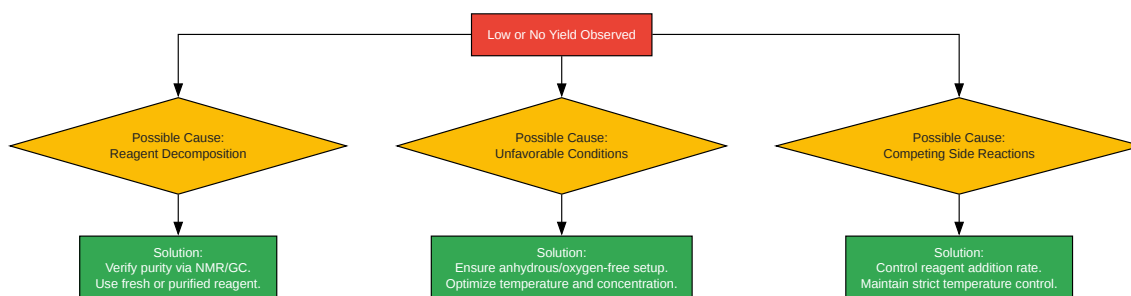 Low or No Yield Observed
Possible Cause:
Reagent Decomposition
Possible Cause:
Unfavorable Conditions
Possible Cause:
Competing Side Reactions
Solution:
Verify purity via NMR/GC.
Use fresh or purified reagent.
Solution:
Ensure anhydrous/oxygen-free setup.
Optimize temperature and concentration.
Solution:
Control reagent addition rate.
Maintain strict temperature control.